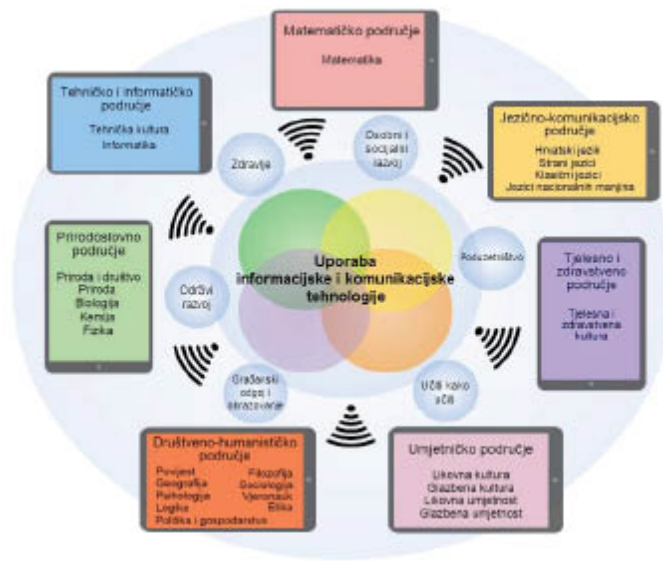 Matematičko područje
Matematika
Tehničko i informatičko
područje
Tehnička kultura
Informatika
Jezično-komunikacijsko
područje
Hrvatski jezik
Strani jezici
Klasični jezici
Jezici nacionalnih manjina
Osobni i
socijalni
razvoj
Zdravlje
Prirodoslovno
područje
Priroda i društvo
Priroda
Biologija
Kemija
Fizika
Održivi
razvoj
Uporaba
informacijske i komunikacijske
tehnologije
Poduzetništvo
Tjelesno i
zdravstveno
područje
Tjelesna i
zdravstvena
kultura
Građanski
odgoj i
obrazovanje
Učiti kako
učiti
Društveno-humanističko
područje
Povijest Filozofija
Geografija Sociologija
Psihologija Vjeronauk
Logika Etika
Politika i gospodarstvo
Umjetničko područje
Likovna kultura
Glazbena kultura
Likovna umjetnost
Glazbena umjetnost